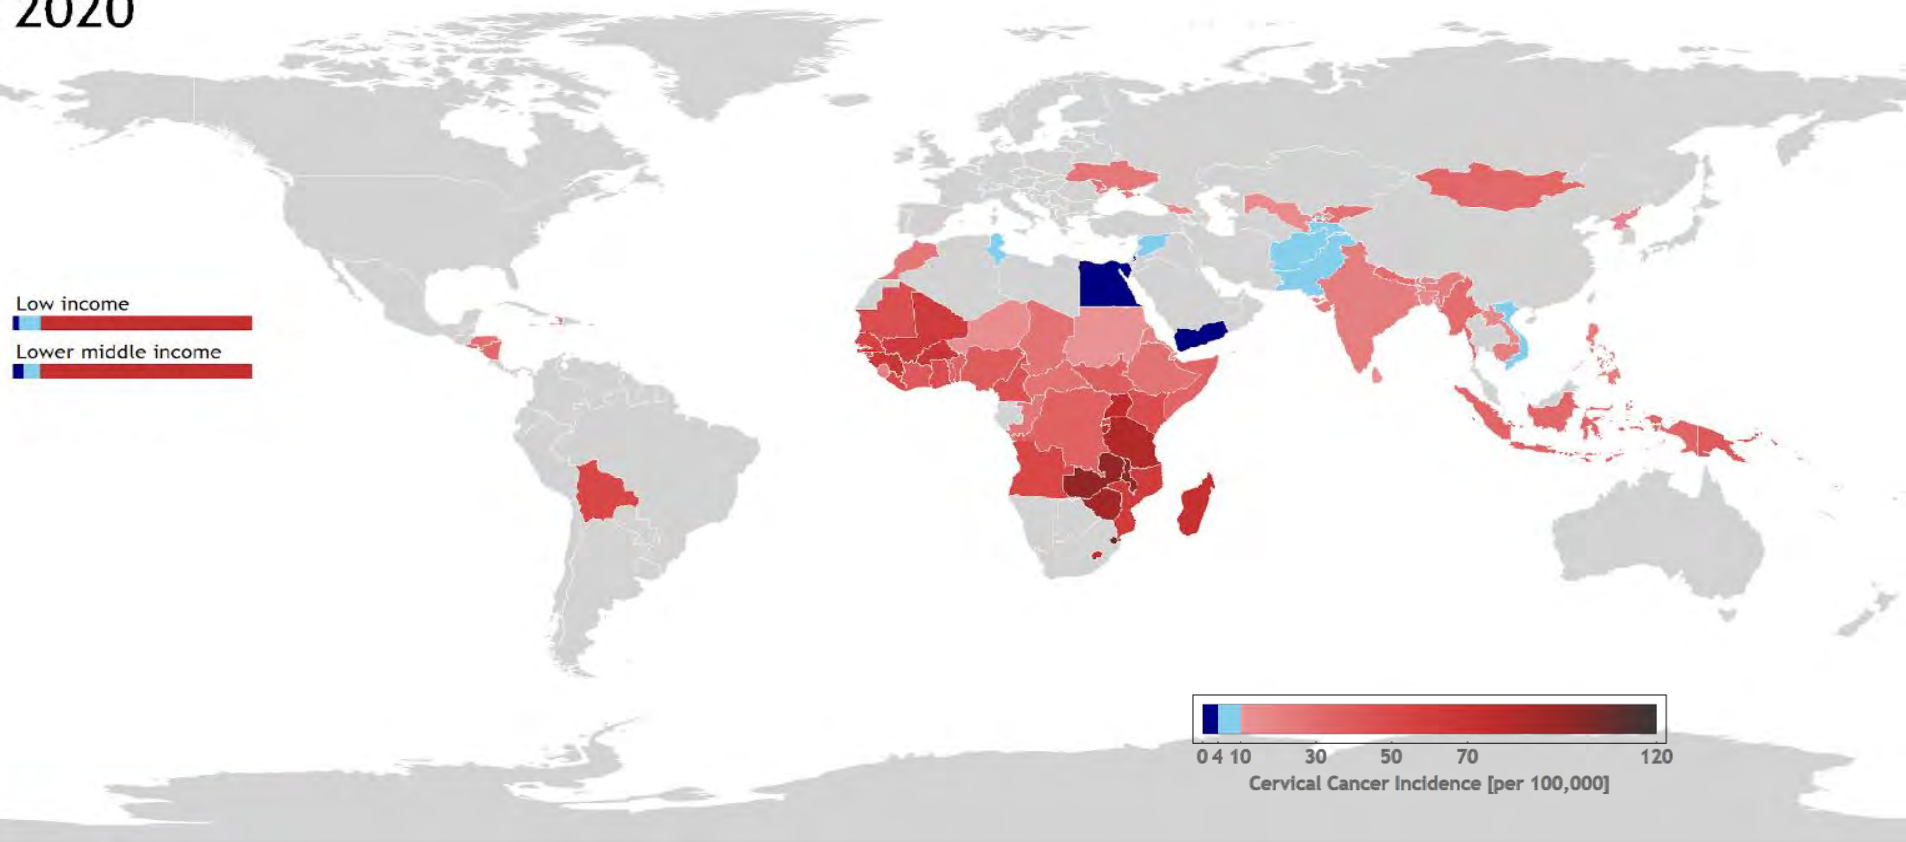 2020
Low income
Lower middle income
0 4 10 30 50 70 120
Cervical Cancer Incidence [per 100,000]